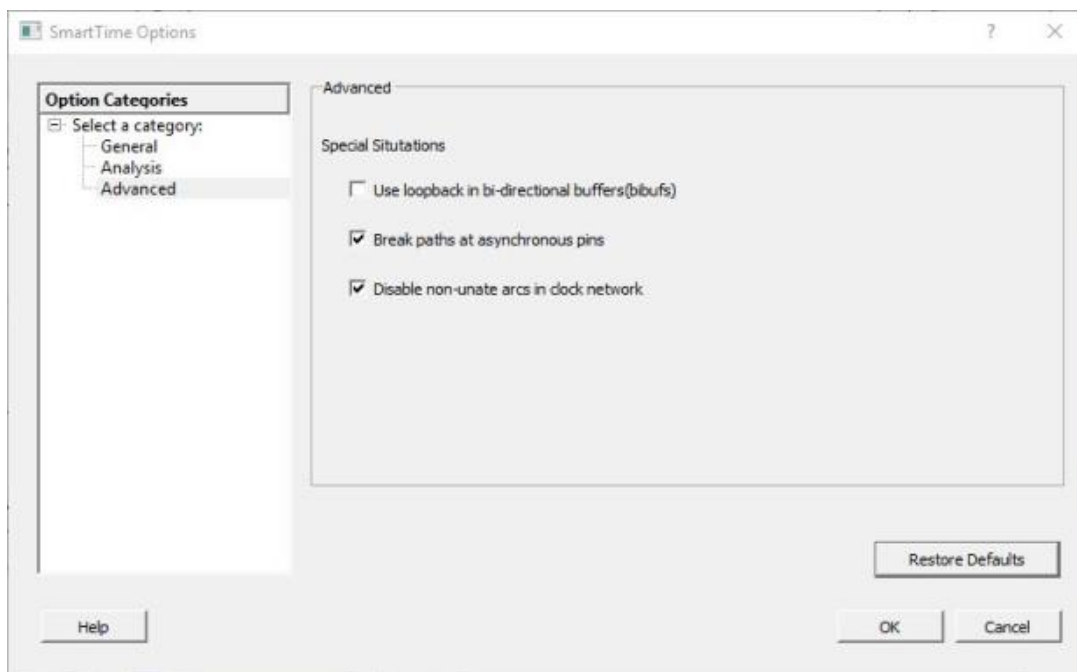 SmartTime Options
?
Option Categories
Select a category:
General
Analysis
Advanced
Advanced
Special Situtations
Use loopback in bi-directional buffers(bibufs)
Break paths at asynchronous pins
Disable non-unate arcs in clock network
Restore Defaults
Help
OK
Cancel